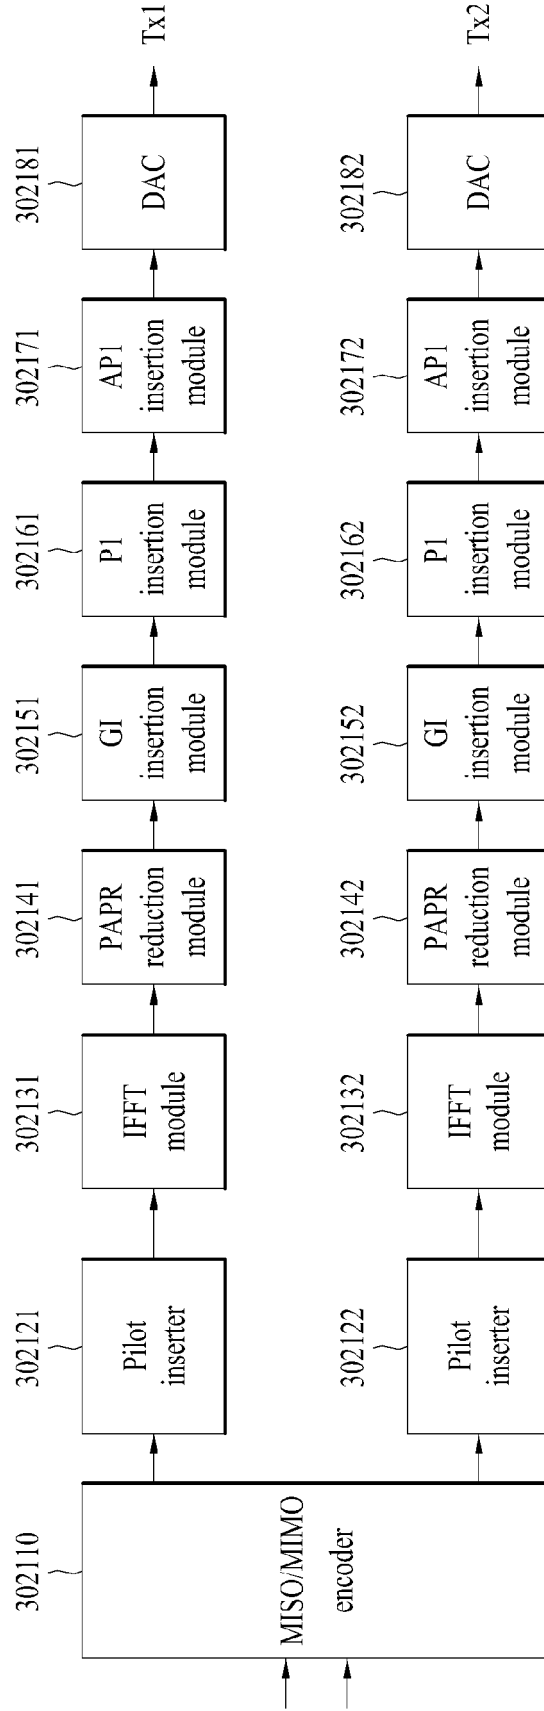 302110
MISO/MIMO
encoder
302121
Pilot
inserter
302131
IFFT
module
302141
PAPR
reduction
module
302151
GI
insertion
module
302161
P1
insertion
module
302171
AP1
insertion
module
302181
DAC
Tx1
302122
Pilot
inserter
302132
IFFT
module
302142
PAPR
reduction
module
302152
GI
insertion
module
302162
P1
insertion
module
302172
AP1
insertion
module
302182
DAC
Tx2